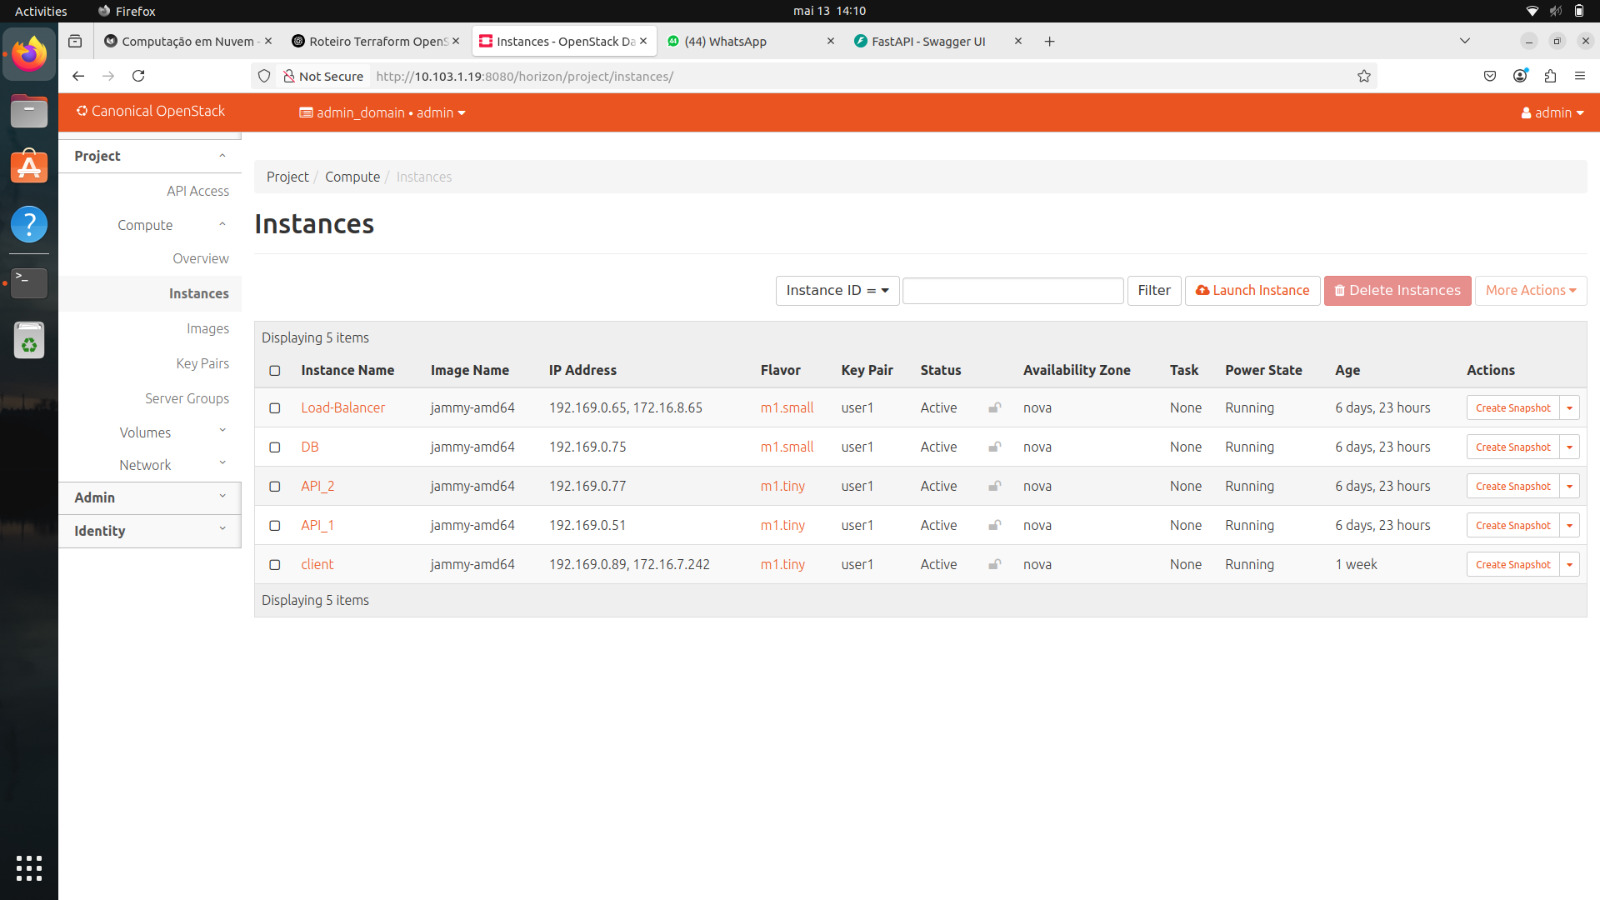 Activities
Firefox
mai 13 14:10
Computação em Nuvem -
Roteiro Terraform OpenS
Instances - OpenStack Da
(44) WhatsApp
FastAPI - Swagger UI
Not Secure
http://10.103.1.19:8080/horizon/project/instances/
Canonical OpenStack
admin_domain • admin
admin
Project
API Access
Compute
Overview
Instances
Images
Key Pairs
Server Groups
Volumes
Network
Admin
Identity
Project / Compute / Instances
Instances
Instance ID = Filter Launch Instance Delete Instances More Actions
Displaying 5 items
Instance Name Image Name IP Address Flavor Key Pair Status Availability Zone Task Power State Age Actions
Load-Balancer jammy-amd64 192.169.0.65, 172.16.8.65 m1.small user1 Active nova None Running 6 days, 23 hours Create Snapshot
DB jammy-amd64 192.169.0.75 m1.small user1 Active nova None Running 6 days, 23 hours Create Snapshot
API_2 jammy-amd64 192.169.0.77 m1.tiny user1 Active nova None Running 6 days, 23 hours Create Snapshot
API_1 jammy-amd64 192.169.0.51 m1.tiny user1 Active nova None Running 6 days, 23 hours Create Snapshot
client jammy-amd64 192.169.0.89, 172.16.7.242 m1.tiny user1 Active nova None Running 1 week Create Snapshot
Displaying 5 items